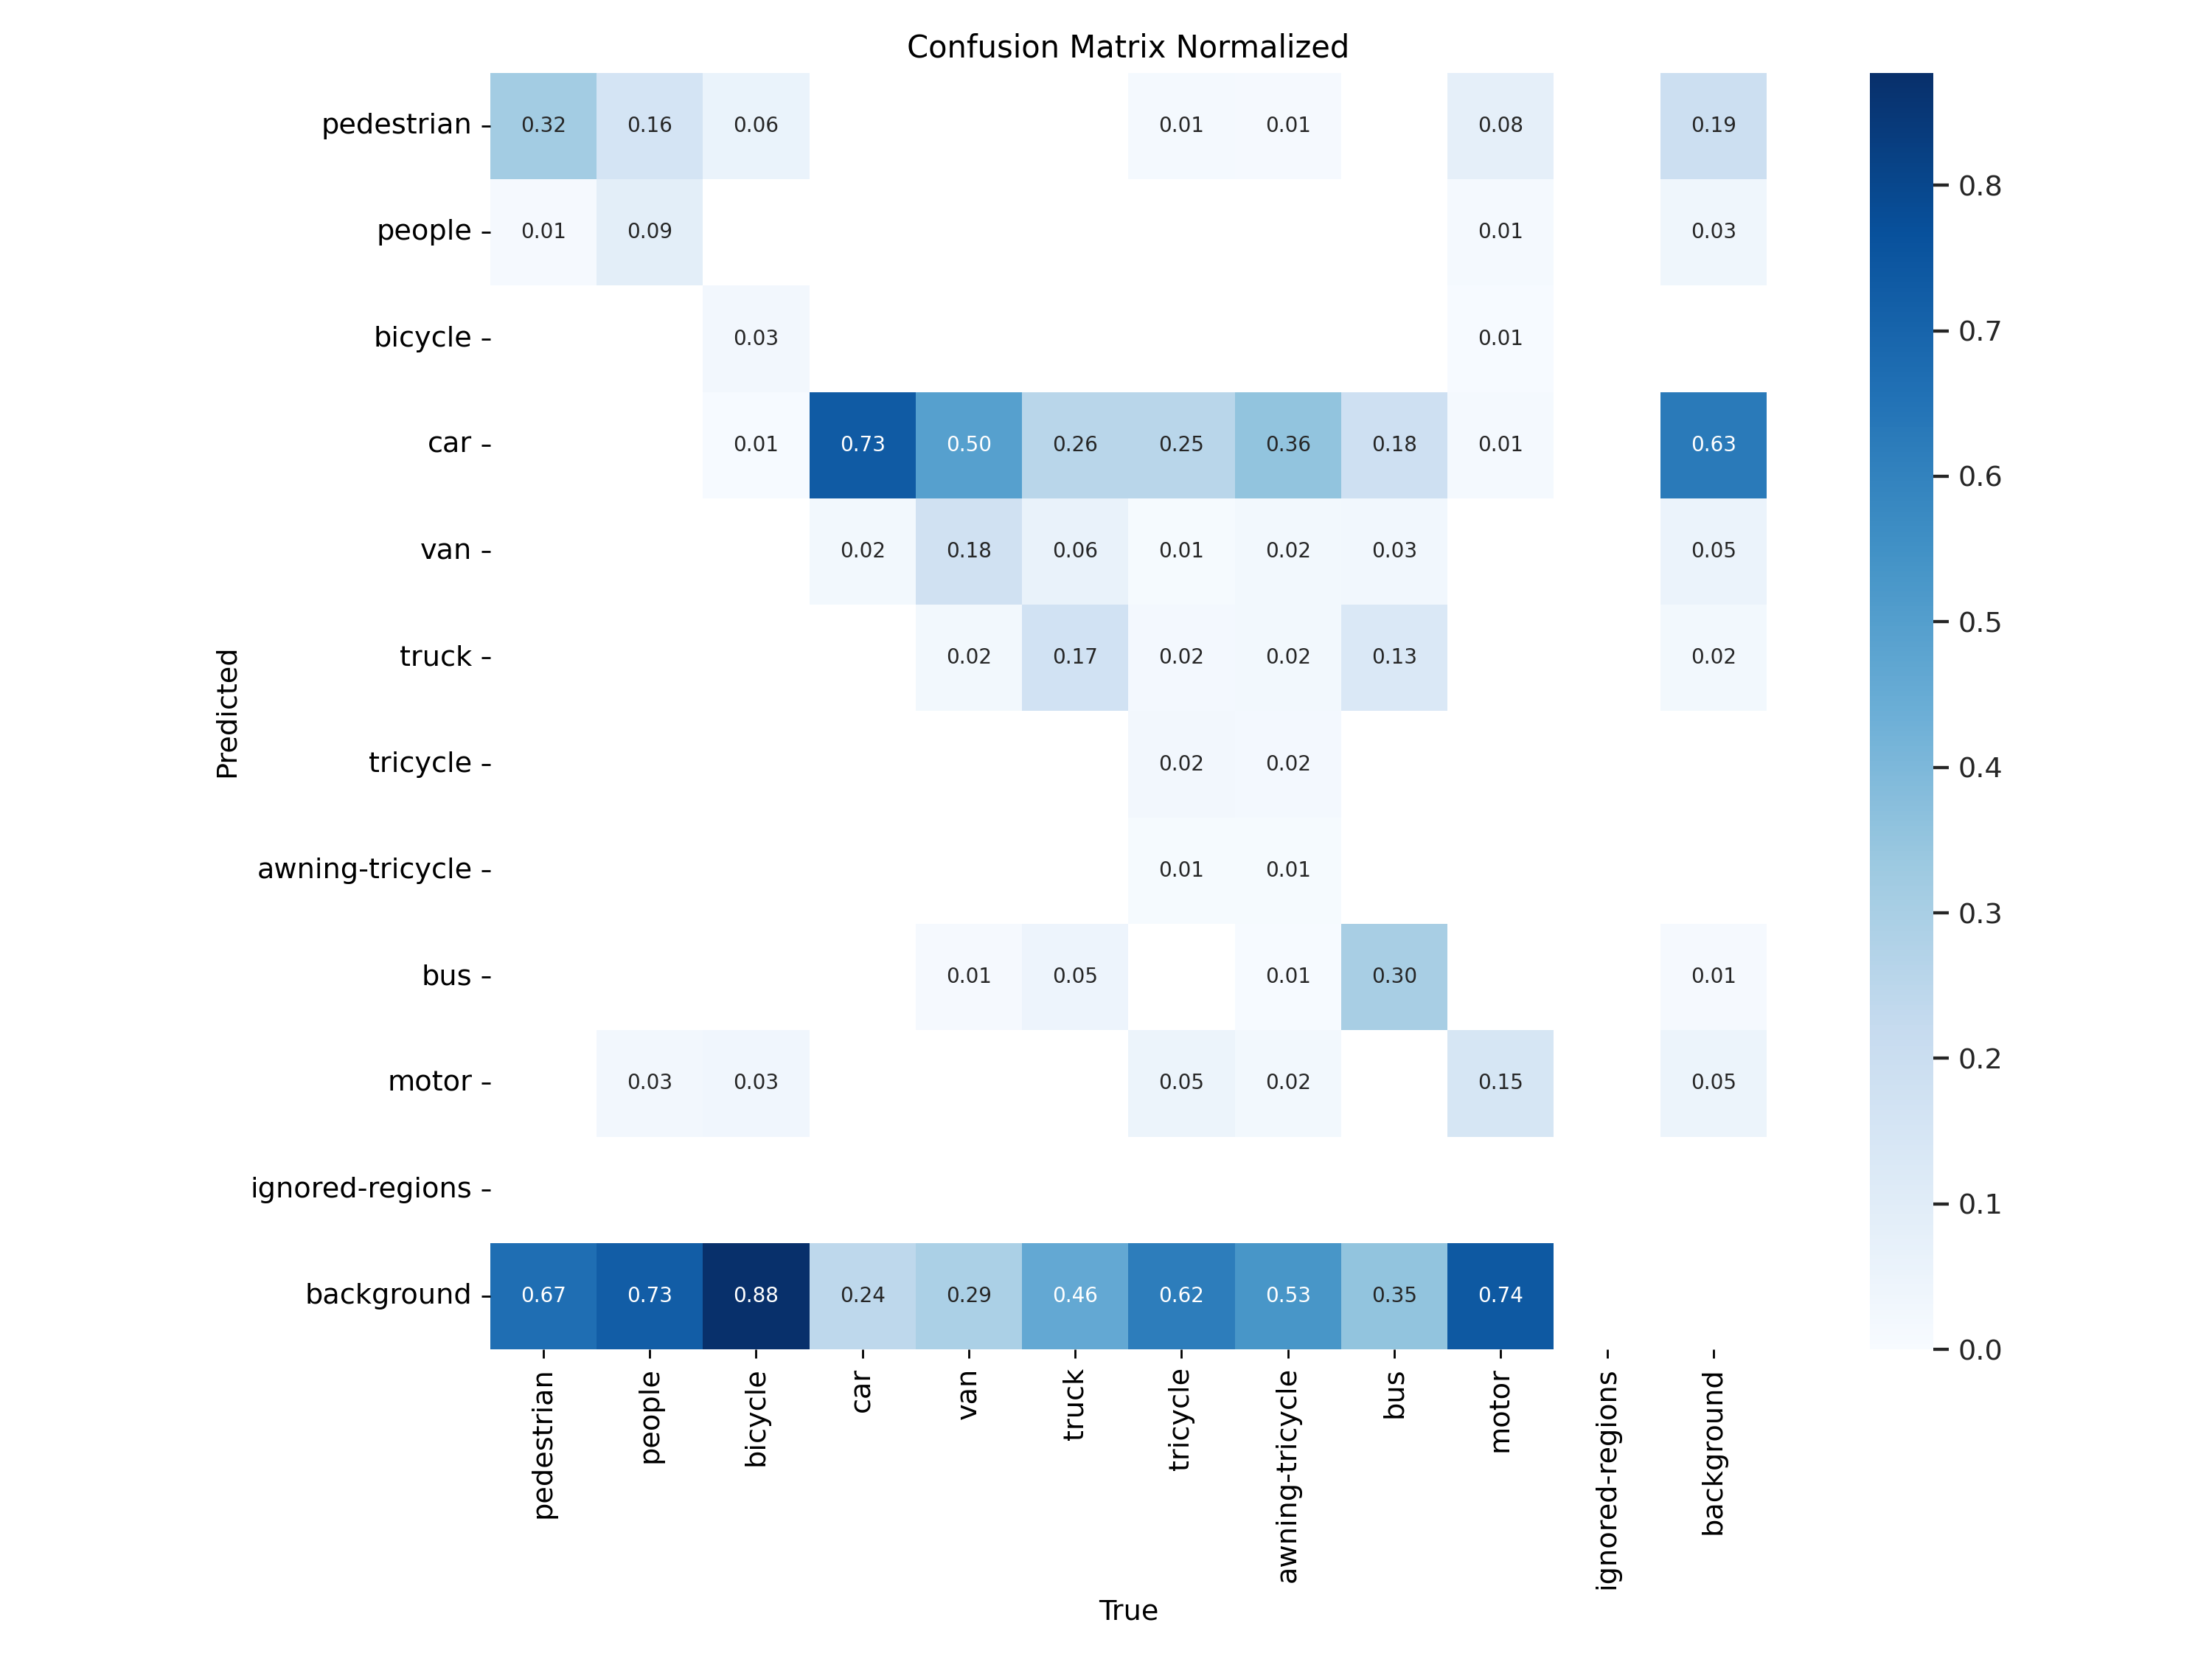 Confusion Matrix Normalized
pedestrian 0.32 0.16 0.06 0.01 0.01 0.08 0.19
people 0.01 0.09 0.01 0.03
bicycle 0.03 0.01
car 0.01 0.73 0.50 0.26 0.25 0.36 0.18 0.01 0.63
van 0.02 0.18 0.06 0.01 0.02 0.03 0.05
truck 0.02 0.17 0.02 0.02 0.13 0.02
tricycle 0.02 0.02
awning-tricycle 0.01 0.01
bus 0.01 0.05 0.01 0.30 0.01
motor 0.03 0.03 0.05 0.02 0.15 0.05
ignored-regions
background 0.67 0.73 0.88 0.24 0.29 0.46 0.62 0.53 0.35 0.74
Predicted
pedestrian
people
bicycle
car
van
truck
tricycle
awning-tricycle
bus
motor
ignored-regions
background
True
0.8
0.7
0.6
0.5
0.4
0.3
0.2
0.1
0.0